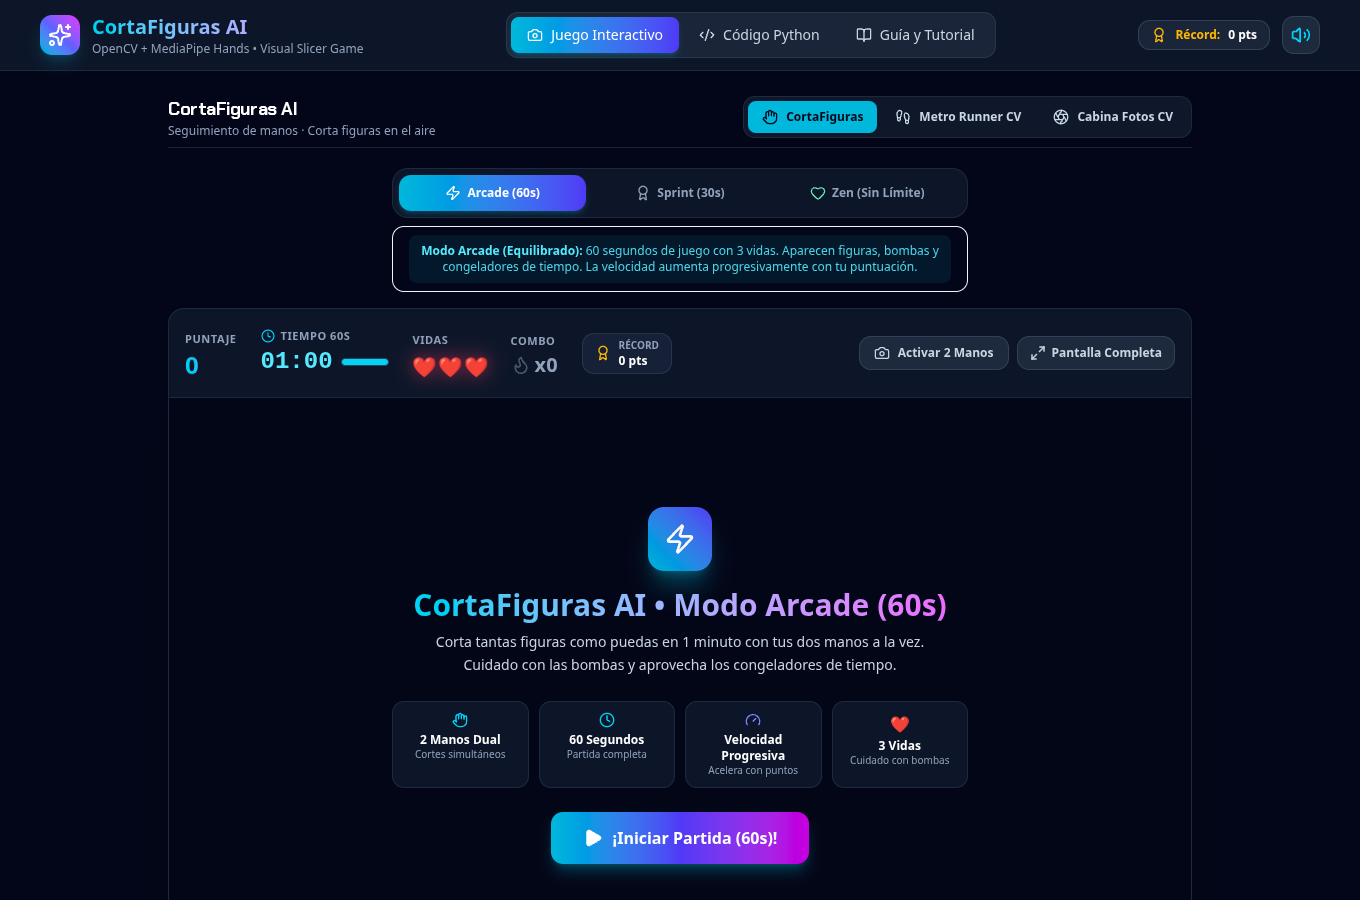 CortaFiguras AI
OpenCV + MediaPipe Hands • Visual Slicer Game
Juego Interactivo
Código Python
Guía y Tutorial
Récord: 0 pts
CortaFiguras AI
Seguimiento de manos · Corta figuras en el aire
CortaFiguras
Metro Runner CV
Cabina Fotos CV
Arcade (60s)
Sprint (30s)
Zen (Sin Límite)
Modo Arcade (Equilibrado): 60 segundos de juego con 3 vidas. Aparecen figuras, bombas y
congeladores de tiempo. La velocidad aumenta progresivamente con tu puntuación.
PUNTAJE
0
TIEMPO 60S
01:00
VIDAS
❤️❤️❤️
COMBO
x0
RÉCORD
0 pts
Activar 2 Manos
Pantalla Completa
CortaFiguras AI • Modo Arcade (60s)
Corta tantas figuras como puedas en 1 minuto con tus dos manos a la vez.
Cuidado con las bombas y aprovecha los congeladores de tiempo.
2 Manos Dual
Cortes simultáneos
60 Segundos
Partida completa
Velocidad
Progresiva
Acelera con puntos
❤️
3 Vidas
Cuidado con bombas
¡Iniciar Partida (60s)!